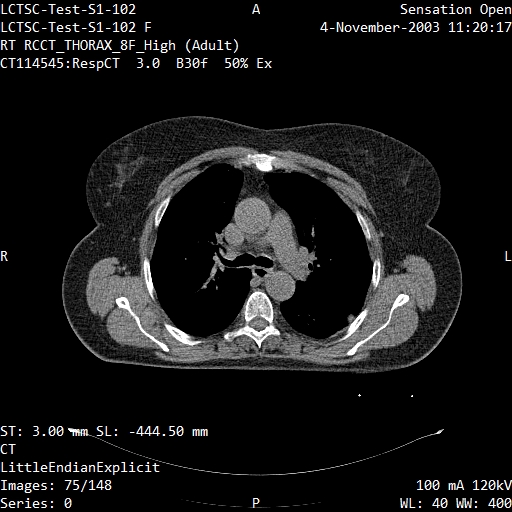 LCTSC-Test-S1-102
A
Sensation Open
LCTSC-Test-S1-102 F
4-November-2003 11:20:17
RT RCCT_THORAX_8F_High (Adult)
CT114545:RespCT 3.0 B30f 50% Ex
R
L
ST: 3.00 mm SL: -444.50 mm
CT
LittleEndianExplicit
Images: 75/148
100 mA 120kV
Series: 0
P
WL: 40 WW: 400